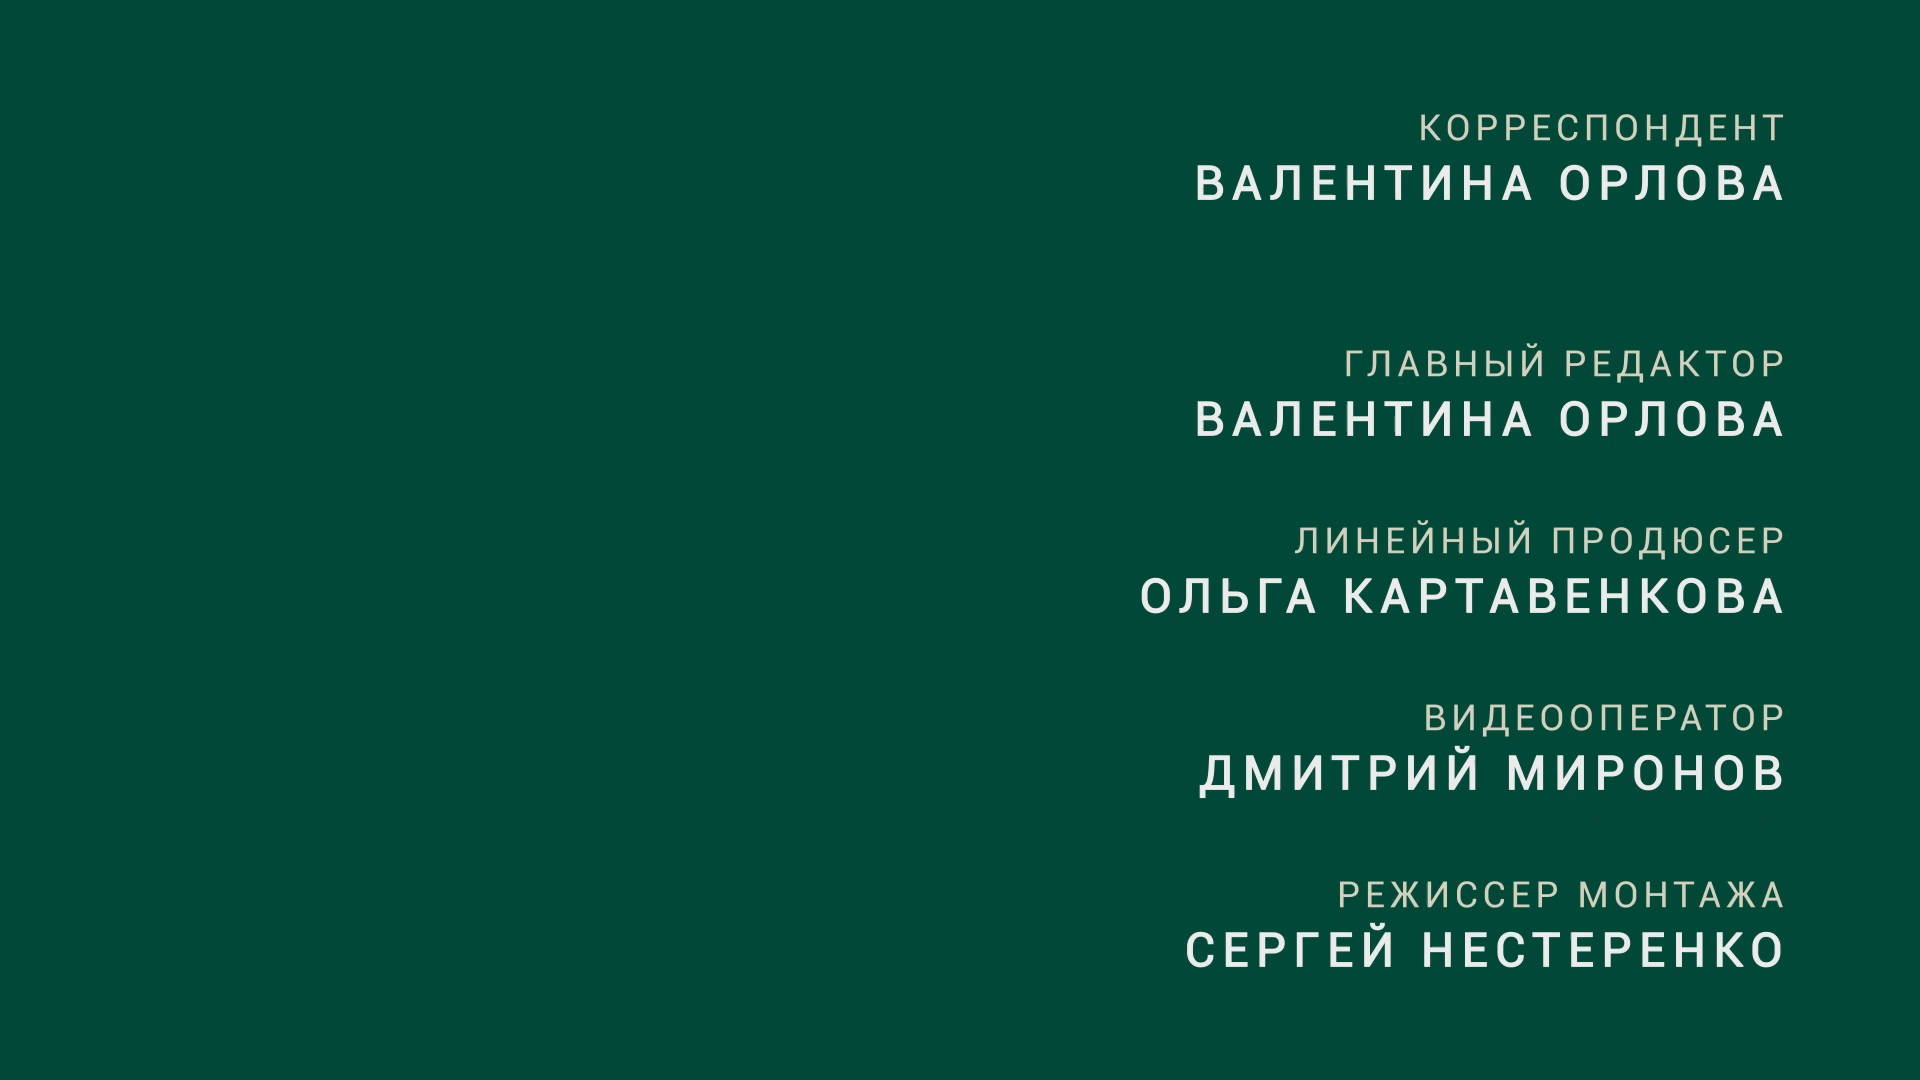 КОРРЕСПОНДЕНТ
ВАЛЕНТИНА ОРЛОВА
ГЛАВНЫЙ РЕДАКТОР
ВАЛЕНТИНА ОРЛОВА
ЛИНЕЙНЫЙ ПРОДЮСЕР
ОЛЬГА КАРТАВЕНКОВА
ВИДЕООПЕРАТОР
ДМИТРИЙ МИРОНОВ
РЕЖИССЕР МОНТАЖА
СЕРГЕЙ НЕСТЕРЕНКО